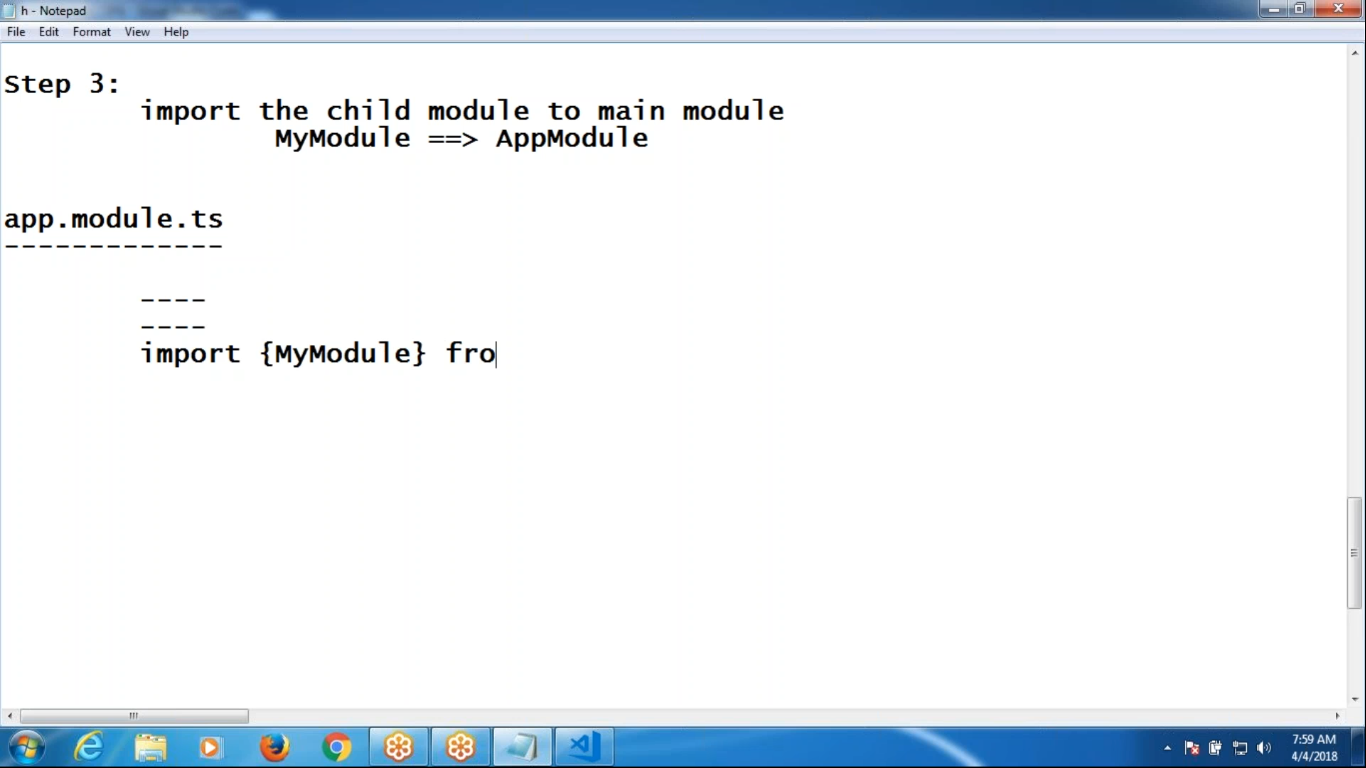 h - Notepad
File Edit Format View Help
Step 3:
import the child module to main module
MyModule ==> AppModule
app.module.ts
-------------
----
----
import {MyModule} fro
7:59 AM
4/4/2018